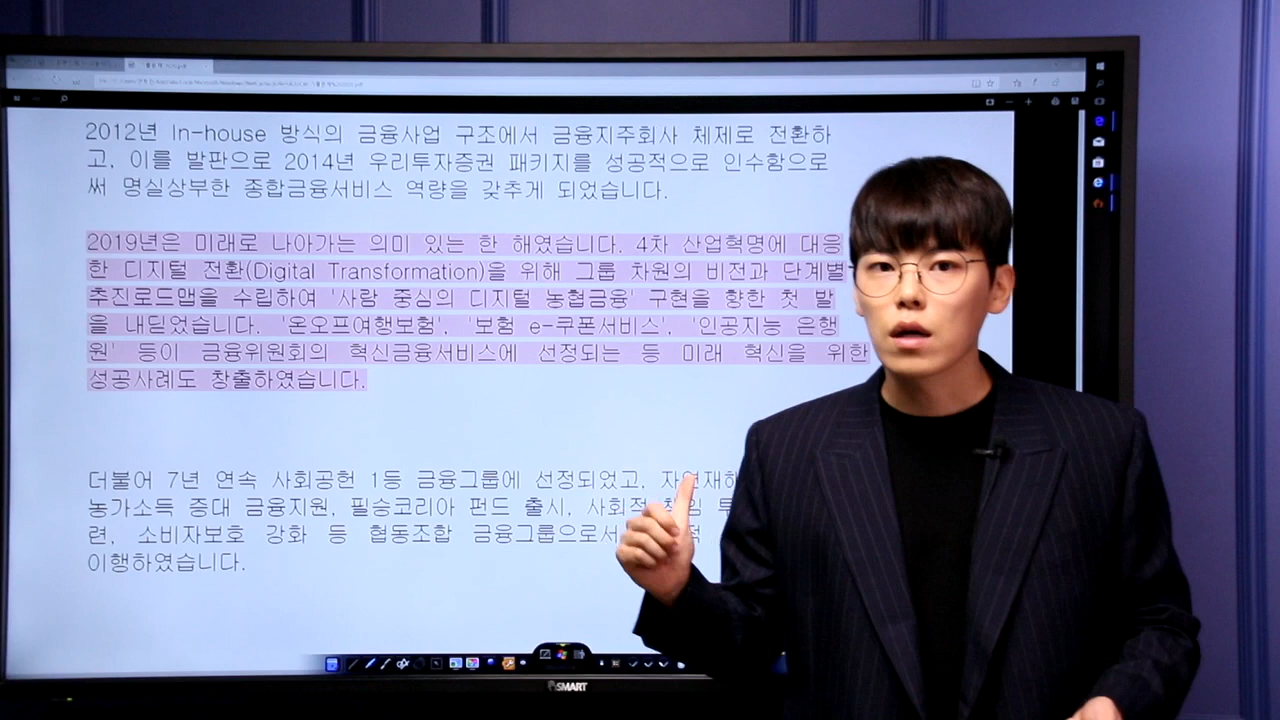 2012년 In-house 방식의 금융사업 구조에서 금융지주회사 체제로 전환하
고, 이를 발판으로 2014년 우리투자증권 패키지를 성공적으로 인수함으로
써 명실상부한 종합금융서비스 역량을 갖추게 되었습니다.
2019년은 미래로 나아가는 의미 있는 한 해였습니다. 4차 산업혁명에 대응
한 디지털 전환(Digital Transformation)을 위해 그룹 차원의 비전과 단계별
추진로드맵을 수립하여 '사람 중심의 디지털 농협금융' 구현을 향한 첫 발
을 내딛었습니다. '온오프여행보험', '보험 e-쿠폰서비스', '인공지능 은행
원' 등이 금융위원회의 혁신금융서비스에 선정되는 등 미래 혁신을 위한
성공사례도 창출하였습니다.
더불어 7년 연속 사회공헌 1등 금융그룹에 선정되었고, 자연재해
농가소득 증대 금융지원, 필승코리아 펀드 출시, 사회적 책임 투
련, 소비자보호 강화 등 협동조합 금융그룹으로서
이행하였습니다.
SMART